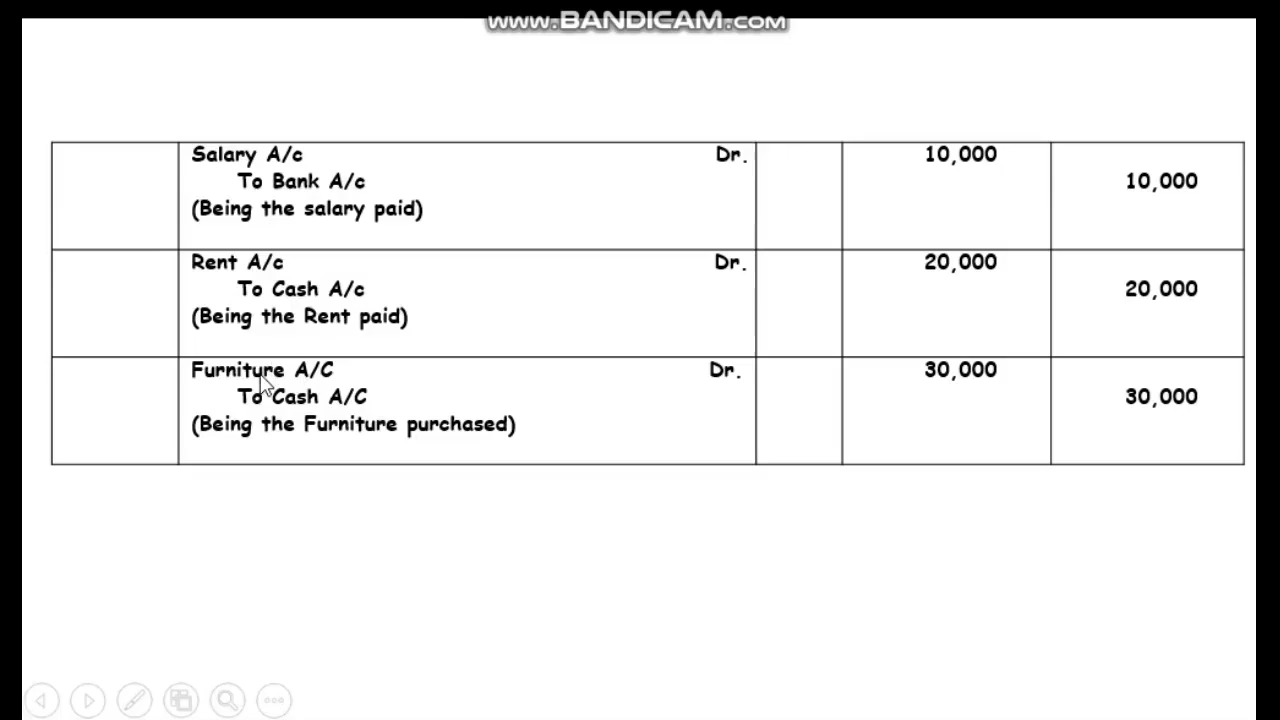 www.BANDICAM.com
Salary A/c Dr. 10,000
To Bank A/c 10,000
(Being the salary paid)
Rent A/c Dr. 20,000
To Cash A/c 20,000
(Being the Rent paid)
Furniture A/C Dr. 30,000
To Cash A/C 30,000
(Being the Furniture purchased)